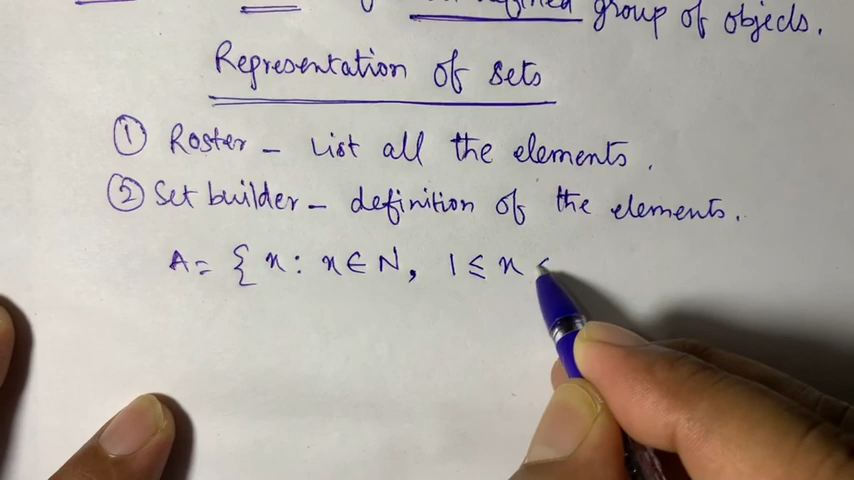 group of objects.
Representation of sets
① Roster – List all the elements.
② Set builder – definition of the elements.
A = { x : x ∈ N, 1 ≤ x <